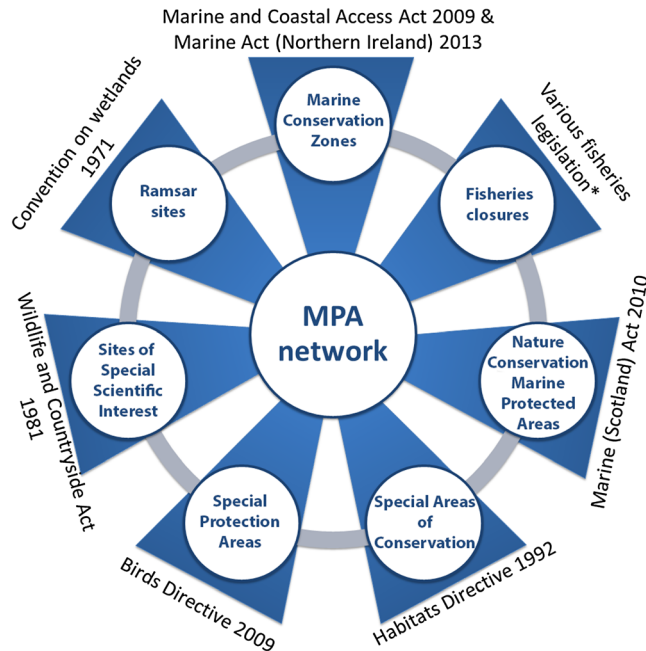 Marine and Coastal Access Act 2009 &
Marine Act (Northern Ireland) 2013
Marine
Conservation
Zones
Various fisheries
legislation*
Fisheries
closures
Marine (Scotland) Act 2010
Nature
Conservation
Marine
Protected
Areas
Habitats Directive 1992
Special Areas
of
Conservation
Birds Directive 2009
Special
Protection
Areas
Wildlife and Countryside Act
1981
Sites of
Special
Scientific
Interest
Convention on wetlands
1971
Ramsar
sites
MPA
network